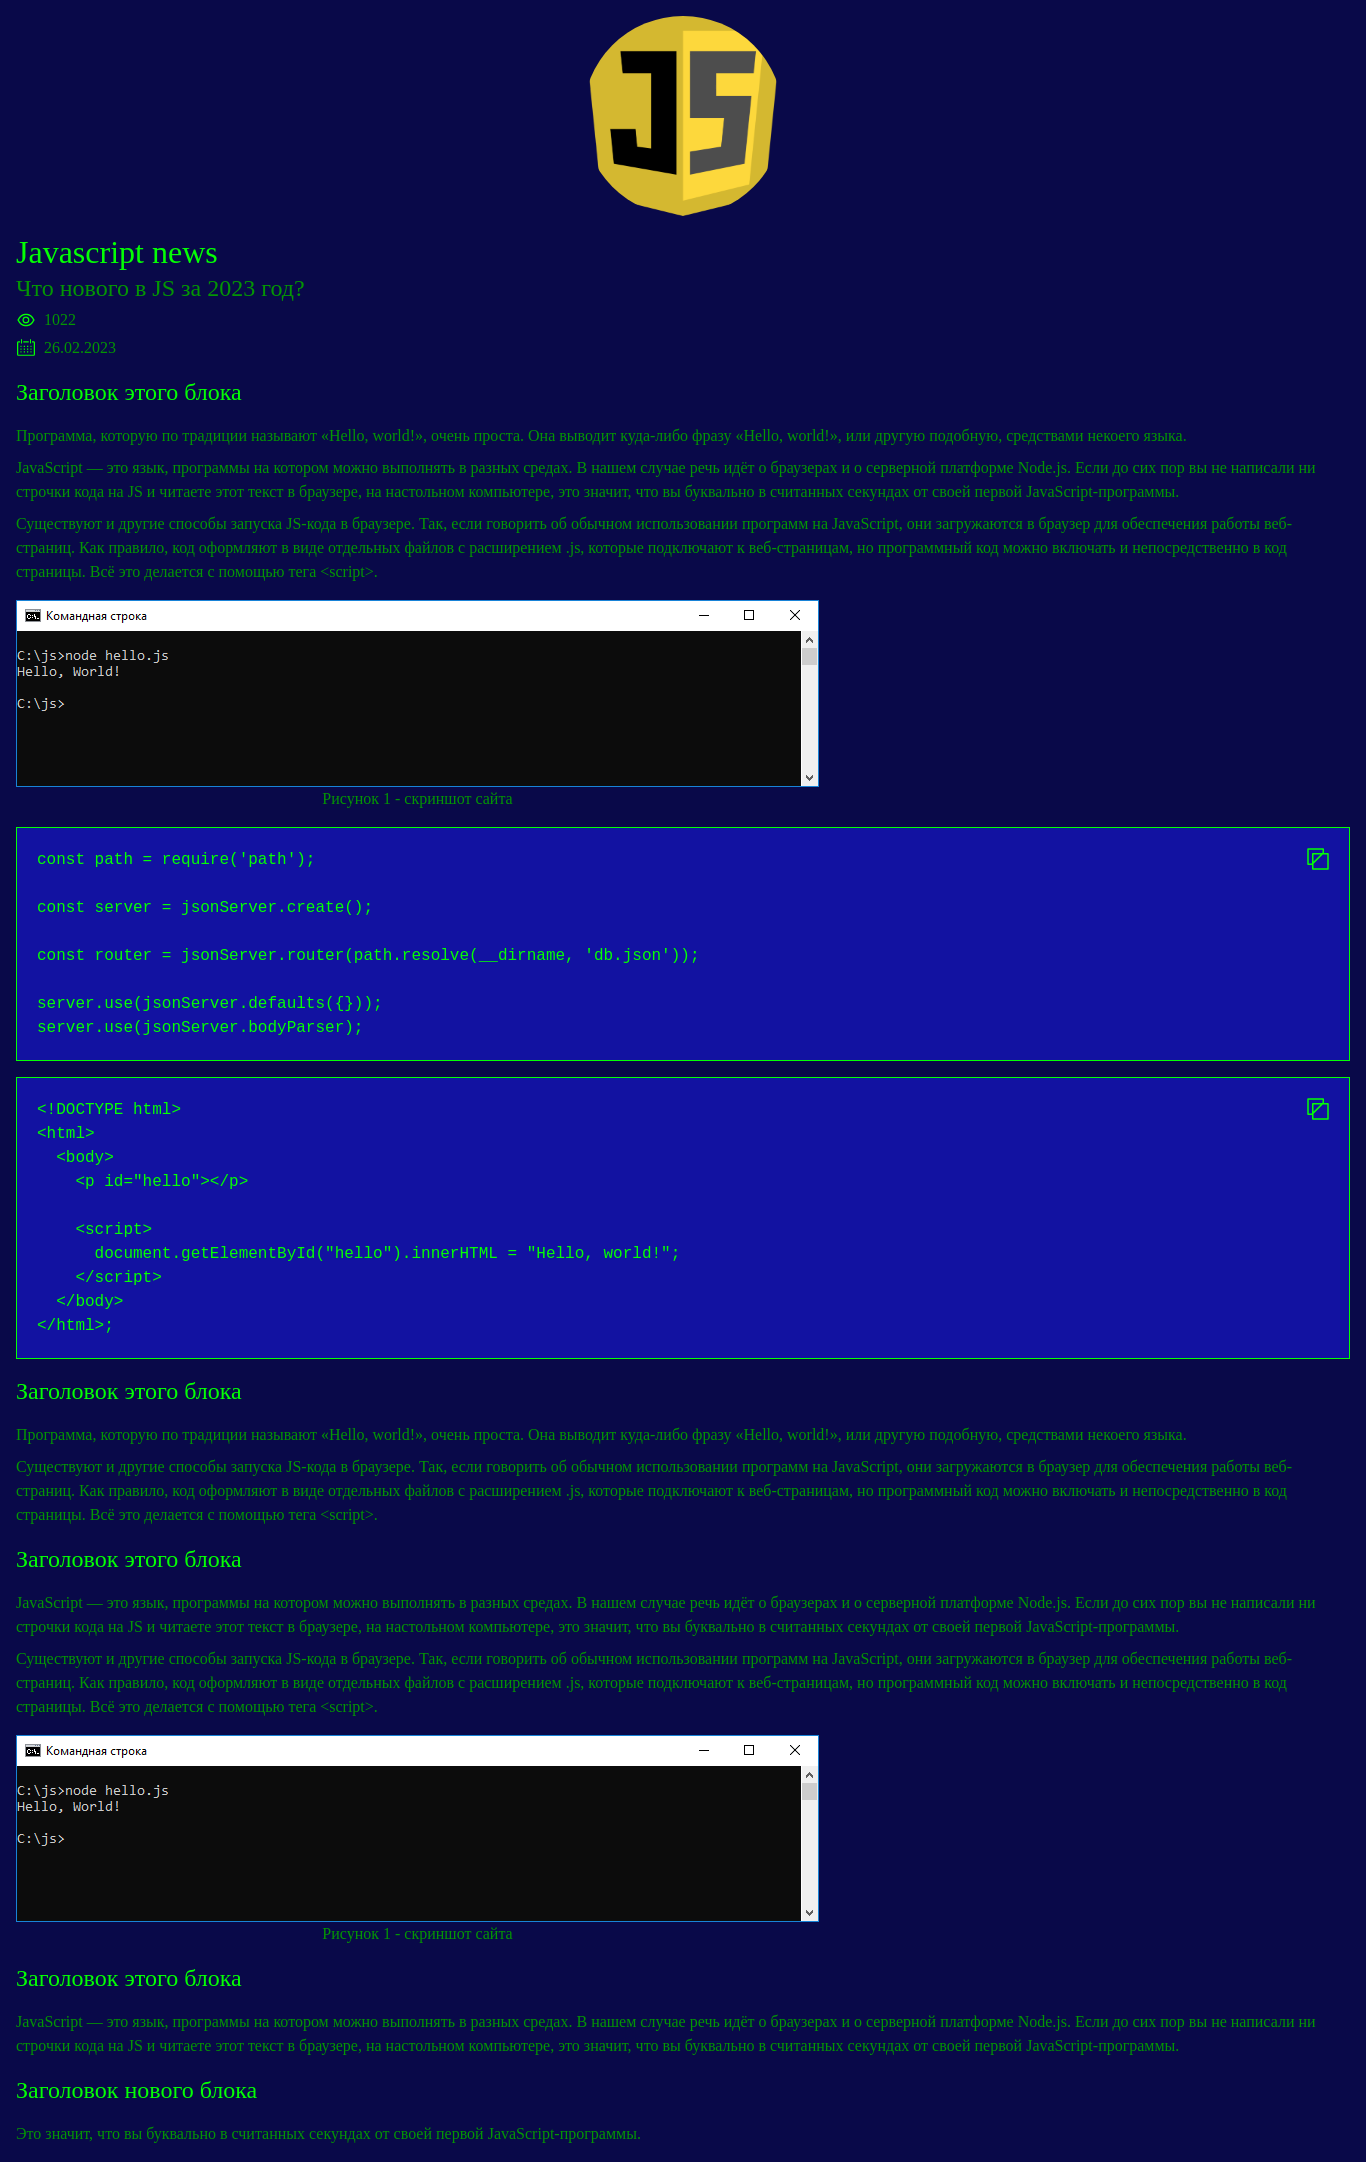 JS
Javascript news
Что нового в JS за 2023 год?
1022
26.02.2023
Заголовок этого блока
Программа, которую по традиции называют «Hello, world!», очень проста. Она выводит куда-либо фразу «Hello, world!», или другую подобную, средствами некоего языка.
JavaScript — это язык, программы на котором можно выполнять в разных средах. В нашем случае речь идёт о браузерах и о серверной платформе Node.js. Если до сих пор вы не написали ни
строчки кода на JS и читаете этот текст в браузере, на настольном компьютере, это значит, что вы буквально в считанных секундах от своей первой JavaScript-программы.
Существуют и другие способы запуска JS-кода в браузере. Так, если говорить об обычном использовании программ на JavaScript, они загружаются в браузер для обеспечения работы веб-
страниц. Как правило, код оформляют в виде отдельных файлов с расширением .js, которые подключают к веб-страницам, но программный код можно включать и непосредственно в код
страницы. Всё это делается с помощью тега <script>.
C:\. Командная строка
C:\js>node hello.js
Hello, World!
C:\js>
Рисунок 1 - скриншот сайта
const path = require('path');
const server = jsonServer.create();
const router = jsonServer.router(path.resolve(__dirname, 'db.json'));
server.use(jsonServer.defaults({}));
server.use(jsonServer.bodyParser);
<!DOCTYPE html>
<html>
<body>
<p id="hello"></p>
<script>
document.getElementById("hello").innerHTML = "Hello, world!";
</script>
</body>
</html>;
Заголовок этого блока
Программа, которую по традиции называют «Hello, world!», очень проста. Она выводит куда-либо фразу «Hello, world!», или другую подобную, средствами некоего языка.
Существуют и другие способы запуска JS-кода в браузере. Так, если говорить об обычном использовании программ на JavaScript, они загружаются в браузер для обеспечения работы веб-
страниц. Как правило, код оформляют в виде отдельных файлов с расширением .js, которые подключают к веб-страницам, но программный код можно включать и непосредственно в код
страницы. Всё это делается с помощью тега <script>.
Заголовок этого блока
JavaScript — это язык, программы на котором можно выполнять в разных средах. В нашем случае речь идёт о браузерах и о серверной платформе Node.js. Если до сих пор вы не написали ни
строчки кода на JS и читаете этот текст в браузере, на настольном компьютере, это значит, что вы буквально в считанных секундах от своей первой JavaScript-программы.
Существуют и другие способы запуска JS-кода в браузере. Так, если говорить об обычном использовании программ на JavaScript, они загружаются в браузер для обеспечения работы веб-
страниц. Как правило, код оформляют в виде отдельных файлов с расширением .js, которые подключают к веб-страницам, но программный код можно включать и непосредственно в код
страницы. Всё это делается с помощью тега <script>.
C:\. Командная строка
C:\js>node hello.js
Hello, World!
C:\js>
Рисунок 1 - скриншот сайта
Заголовок этого блока
JavaScript — это язык, программы на котором можно выполнять в разных средах. В нашем случае речь идёт о браузерах и о серверной платформе Node.js. Если до сих пор вы не написали ни
строчки кода на JS и читаете этот текст в браузере, на настольном компьютере, это значит, что вы буквально в считанных секундах от своей первой JavaScript-программы.
Заголовок нового блока
Это значит, что вы буквально в считанных секундах от своей первой JavaScript-программы.